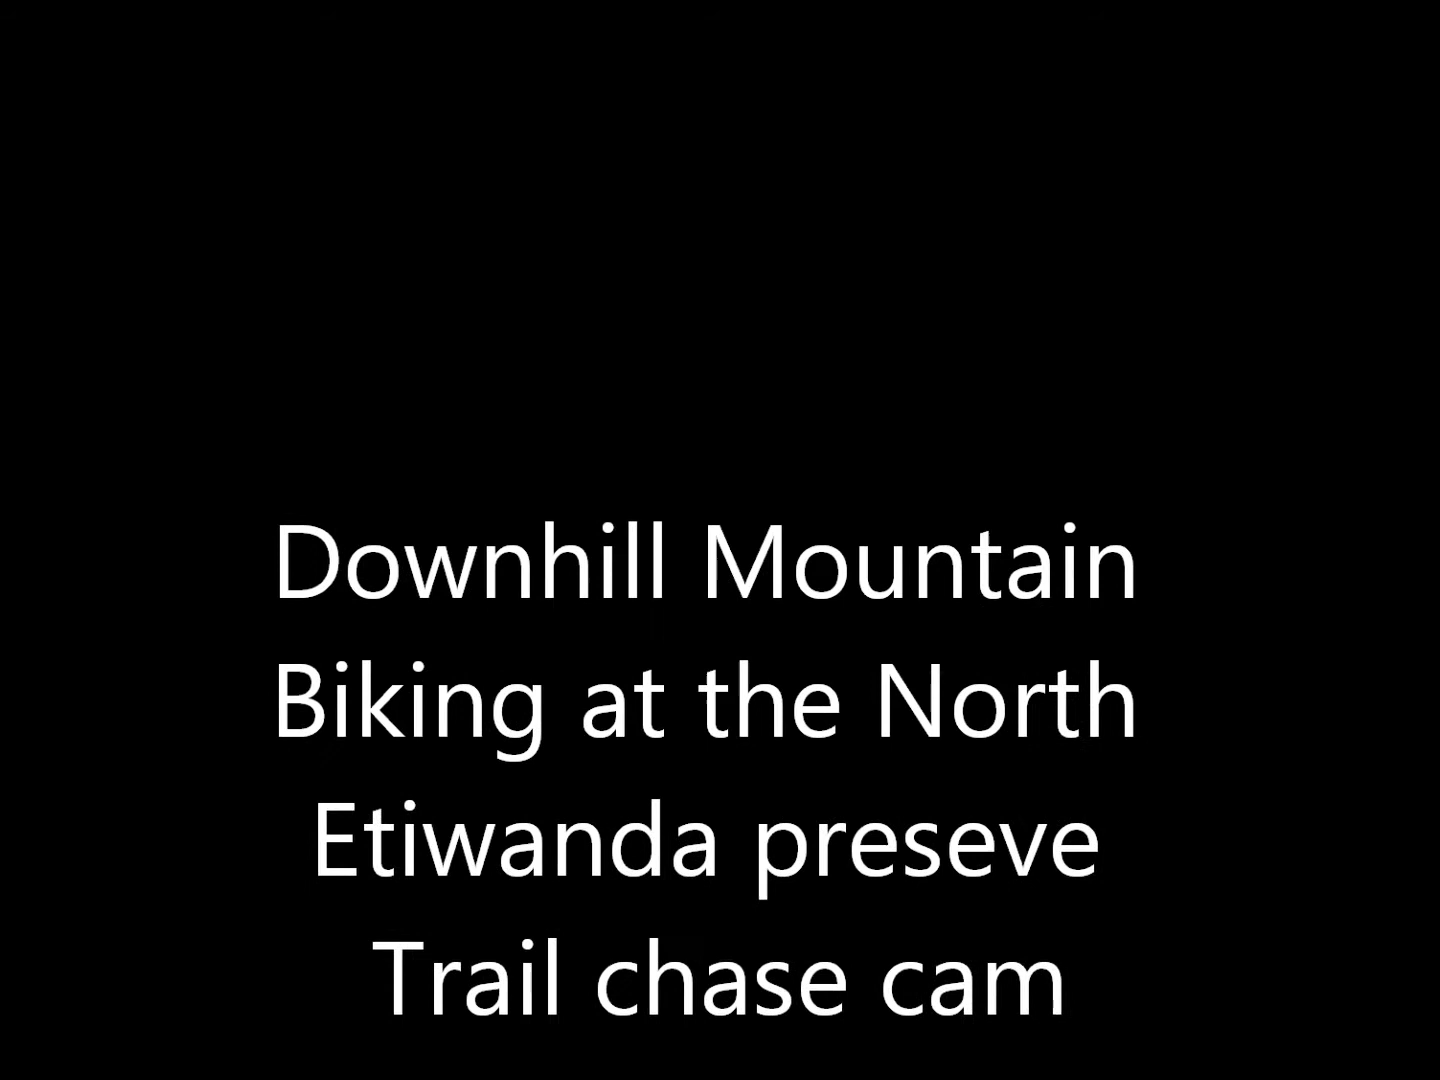 Downhill Mountain
Biking at the North
Etiwanda preseve
Trail chase cam